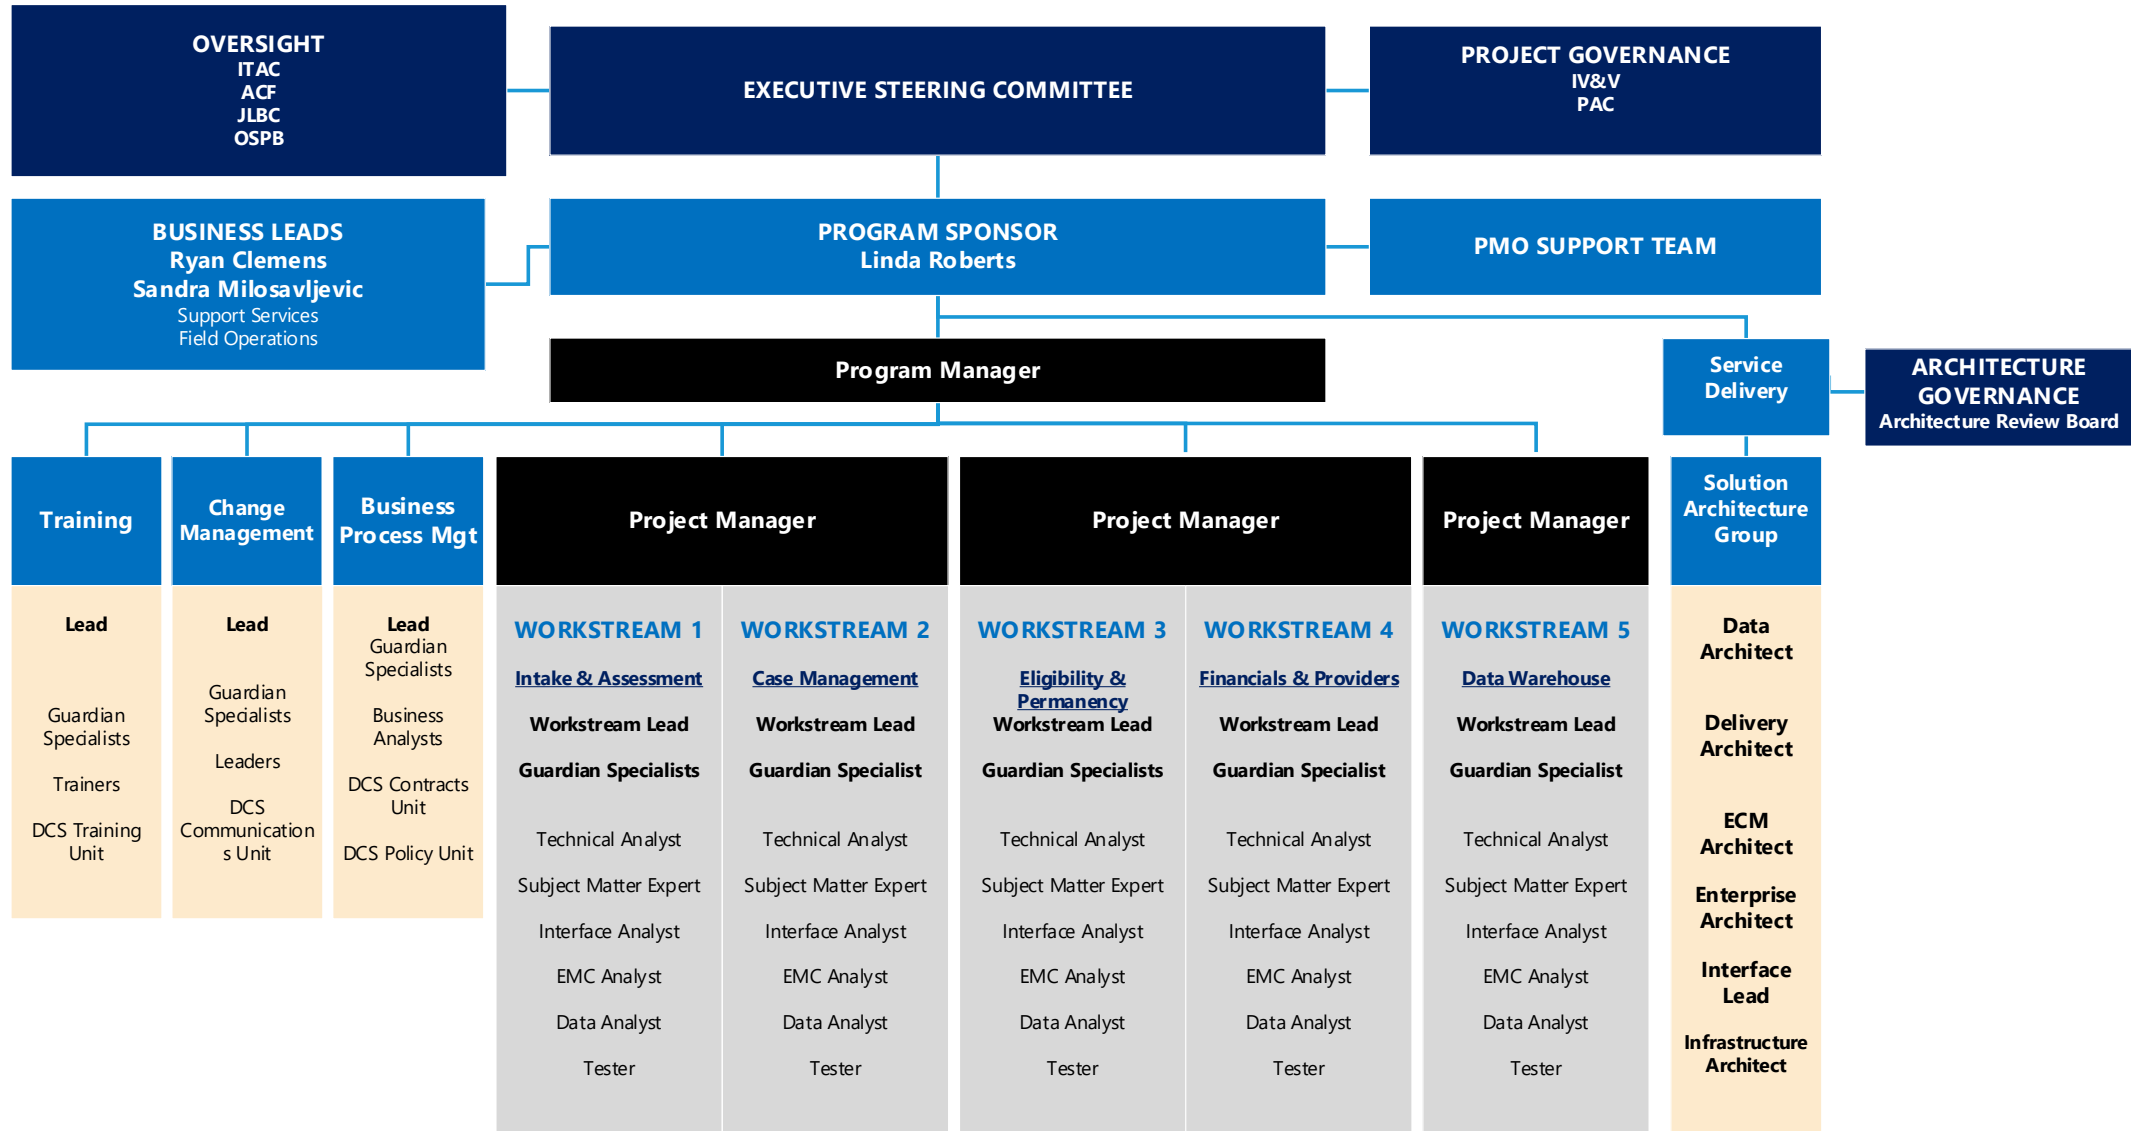 OVERSIGHT
ITAC
ACF
JLBC
OSPB
EXECUTIVE STEERING COMMITTEE
PROJECT GOVERNANCE
IV&V
PAC
BUSINESS LEADS
Ryan Clemens
Sandra Milosavljevic
Support Services
Field Operations
PROGRAM SPONSOR
Linda Roberts
PMO SUPPORT TEAM
Program Manager
Service
Delivery
ARCHITECTURE
GOVERNANCE
Architecture Review Board
Training
Change
Management
Business
Process Mgt
Project Manager
Project Manager
Project Manager
Solution
Architecture
Group
Lead
Guardian
Specialists
Trainers
DCS Training
Unit
Lead
Guardian
Specialists
Leaders
DCS
Communication
s Unit
Lead
Guardian
Specialists
Business
Analysts
DCS Contracts
Unit
DCS Policy Unit
WORKSTREAM 1
Intake & Assessment
Workstream Lead
Guardian Specialists
Technical Analyst
Subject Matter Expert
Interface Analyst
EMC Analyst
Data Analyst
Tester
WORKSTREAM 2
Case Management
Workstream Lead
Guardian Specialist
Technical Analyst
Subject Matter Expert
Interface Analyst
EMC Analyst
Data Analyst
Tester
WORKSTREAM 3
Eligibility &
Permanency
Workstream Lead
Guardian Specialists
Technical Analyst
Subject Matter Expert
Interface Analyst
EMC Analyst
Data Analyst
Tester
WORKSTREAM 4
Financials & Providers
Workstream Lead
Guardian Specialist
Technical Analyst
Subject Matter Expert
Interface Analyst
EMC Analyst
Data Analyst
Tester
WORKSTREAM 5
Data Warehouse
Workstream Lead
Guardian Specialist
Technical Analyst
Subject Matter Expert
Interface Analyst
EMC Analyst
Data Analyst
Tester
Data
Architect
Delivery
Architect
ECM
Architect
Enterprise
Architect
Interface
Lead
Infrastructure
Architect